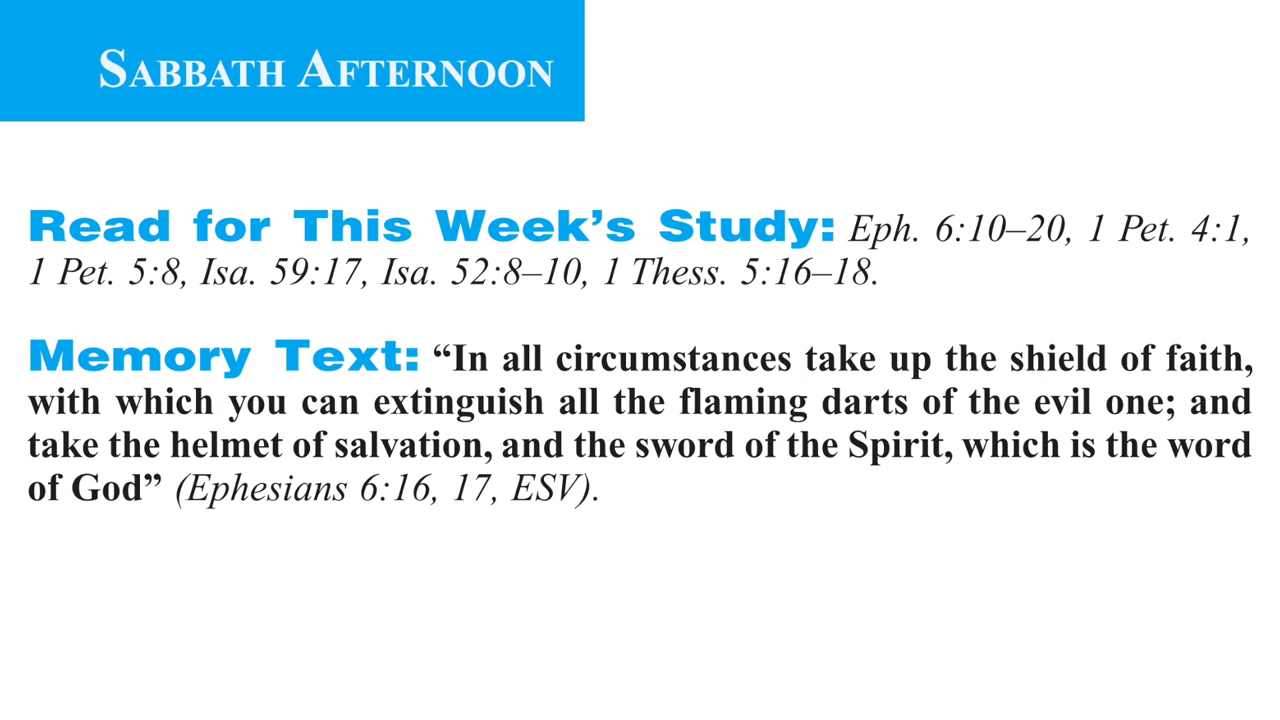 SABBATH AFTERNOON
Read for This Week’s Study: Eph. 6:10–20, 1 Pet. 4:1,
1 Pet. 5:8, Isa. 59:17, Isa. 52:8–10, 1 Thess. 5:16–18.
Memory Text: “In all circumstances take up the shield of faith,
with which you can extinguish all the flaming darts of the evil one; and
take the helmet of salvation, and the sword of the Spirit, which is the word
of God” (Ephesians 6:16, 17, ESV).